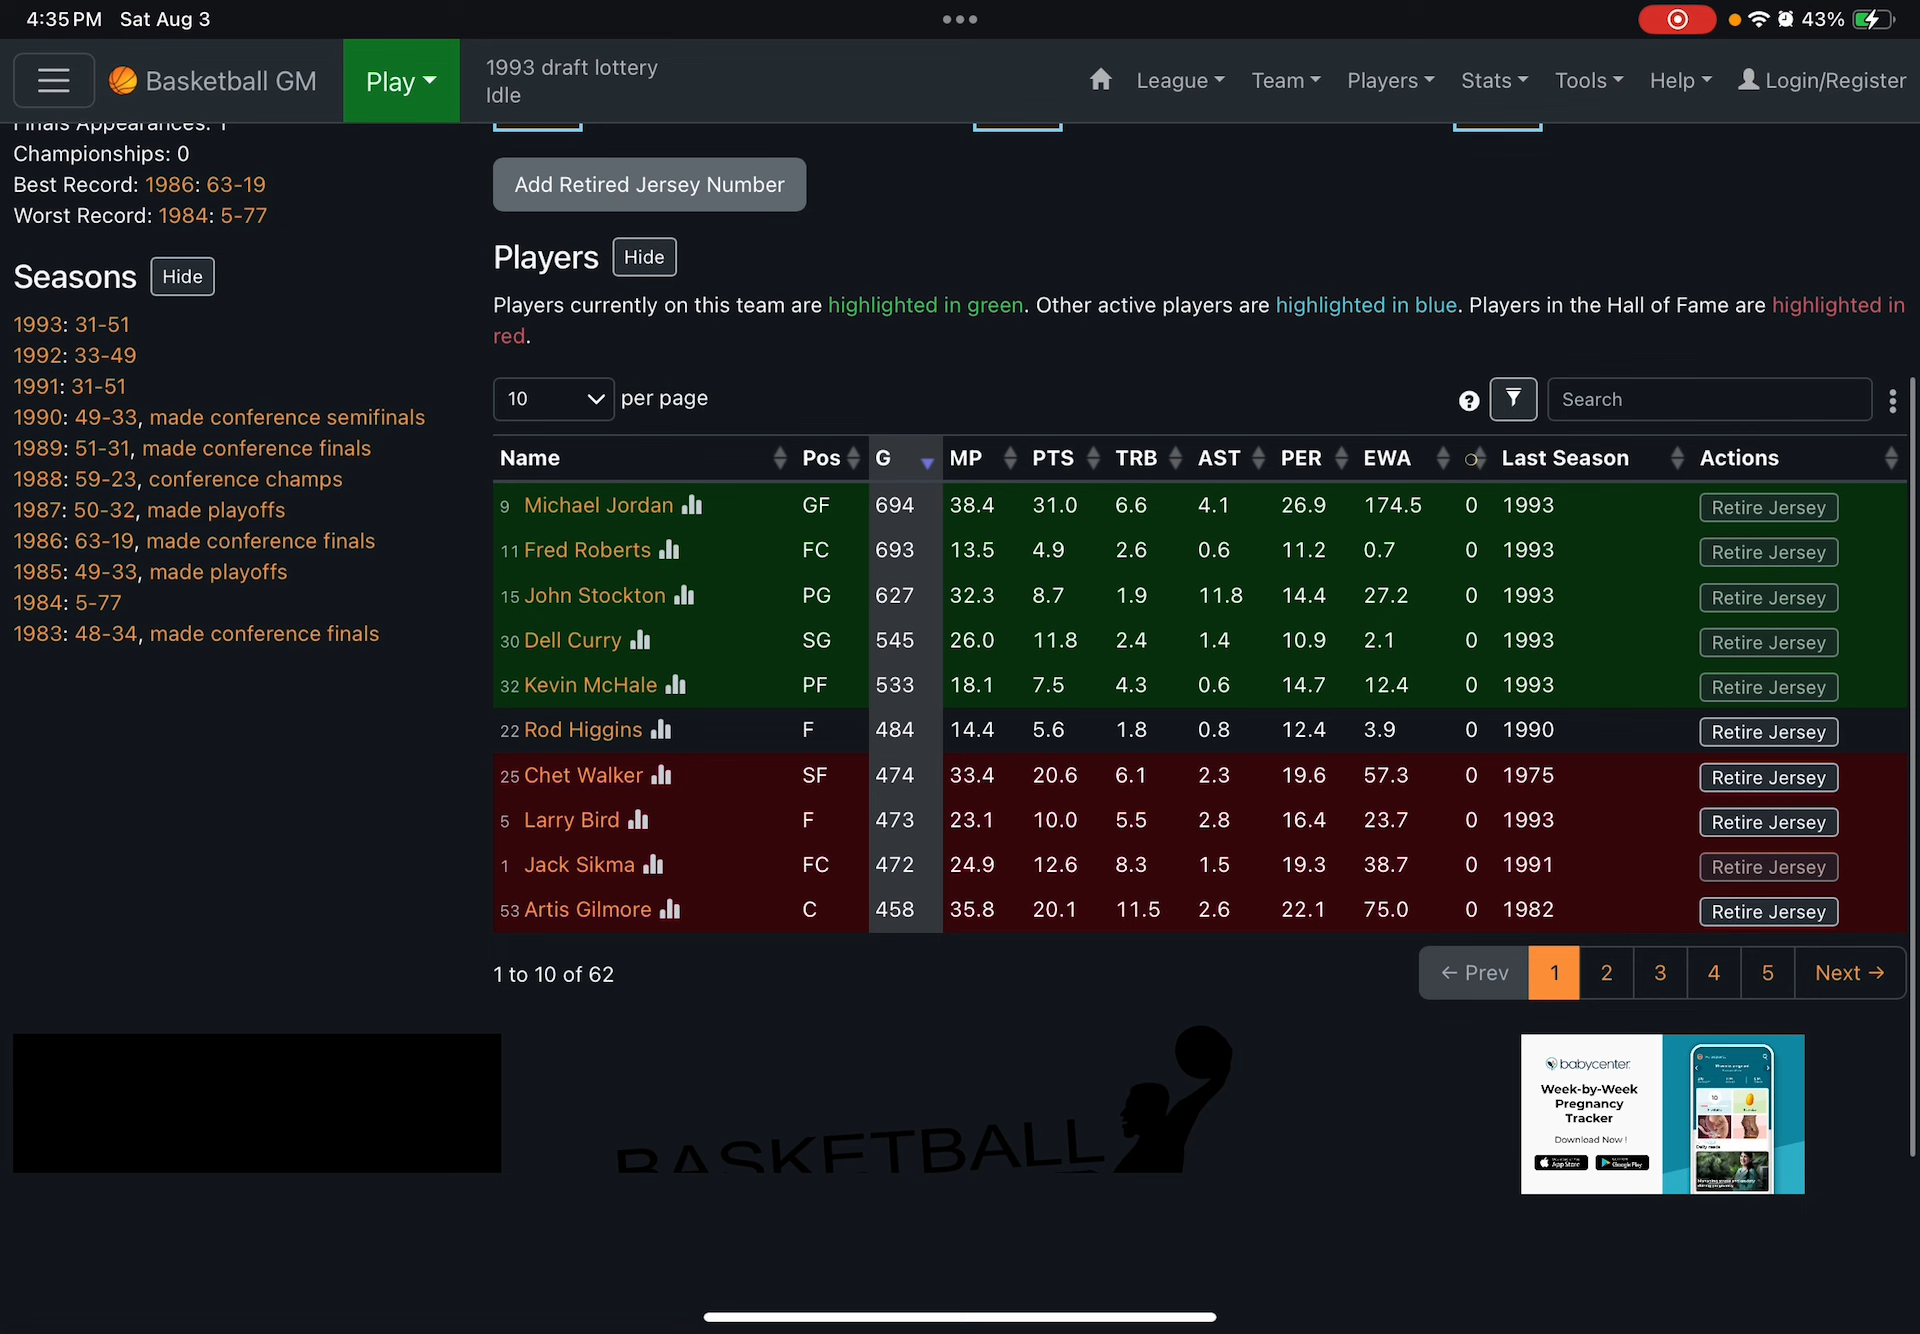 4:35 PM Sat Aug 3
43%
Basketball GM
Play
1993 draft lottery
Idle
League
Team
Players
Stats
Tools
Help
Login/Register
Finals Appearances: 1
Championships: 0
Best Record: 1986: 63-19
Worst Record: 1984: 5-77
Seasons Hide
1993: 31-51
1992: 33-49
1991: 31-51
1990: 49-33, made conference semifinals
1989: 51-31, made conference finals
1988: 59-23, conference champs
1987: 50-32, made playoffs
1986: 63-19, made conference finals
1985: 49-33, made playoffs
1984: 5-77
1983: 48-34, made conference finals
Add Retired Jersey Number
Players Hide
Players currently on this team are highlighted in green. Other active players are highlighted in blue. Players in the Hall of Fame are highlighted in
red.
10 per page
? Search
Name Pos G MP PTS TRB AST PER EWA Last Season Actions
9 Michael Jordan GF 694 38.4 31.0 6.6 4.1 26.9 174.5 0 1993 Retire Jersey
11 Fred Roberts FC 693 13.5 4.9 2.6 0.6 11.2 0.7 0 1993 Retire Jersey
15 John Stockton PG 627 32.3 8.7 1.9 11.8 14.4 27.2 0 1993 Retire Jersey
30 Dell Curry SG 545 26.0 11.8 2.4 1.4 10.9 2.1 0 1993 Retire Jersey
32 Kevin McHale PF 533 18.1 7.5 4.3 0.6 14.7 12.4 0 1993 Retire Jersey
22 Rod Higgins F 484 14.4 5.6 1.8 0.8 12.4 3.9 0 1990 Retire Jersey
25 Chet Walker SF 474 33.4 20.6 6.1 2.3 19.6 57.3 0 1975 Retire Jersey
5 Larry Bird F 473 23.1 10.0 5.5 2.8 16.4 23.7 0 1993 Retire Jersey
1 Jack Sikma FC 472 24.9 12.6 8.3 1.5 19.3 38.7 0 1991 Retire Jersey
53 Artis Gilmore C 458 35.8 20.1 11.5 2.6 22.1 75.0 0 1982 Retire Jersey
1 to 10 of 62
← Prev 1 2 3 4 5 Next →
BASKETBALL
babycenter
Week-by-Week
Pregnancy
Tracker
Download Now !
App Store
Google Play